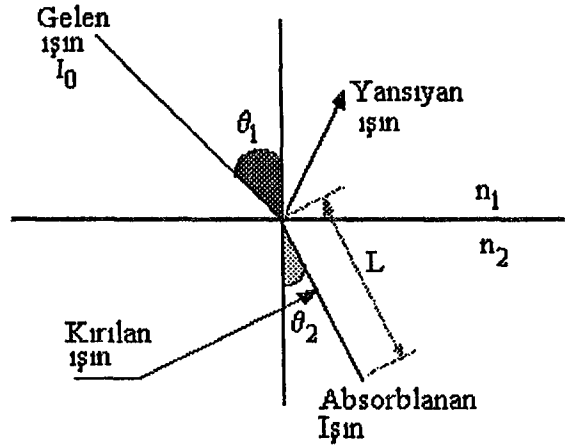 Gelen
ışın
I0
θ1
Yansıyan
ışın
n1
n2
L
θ2
Kırılan
ışın
Absorblanan
Işın